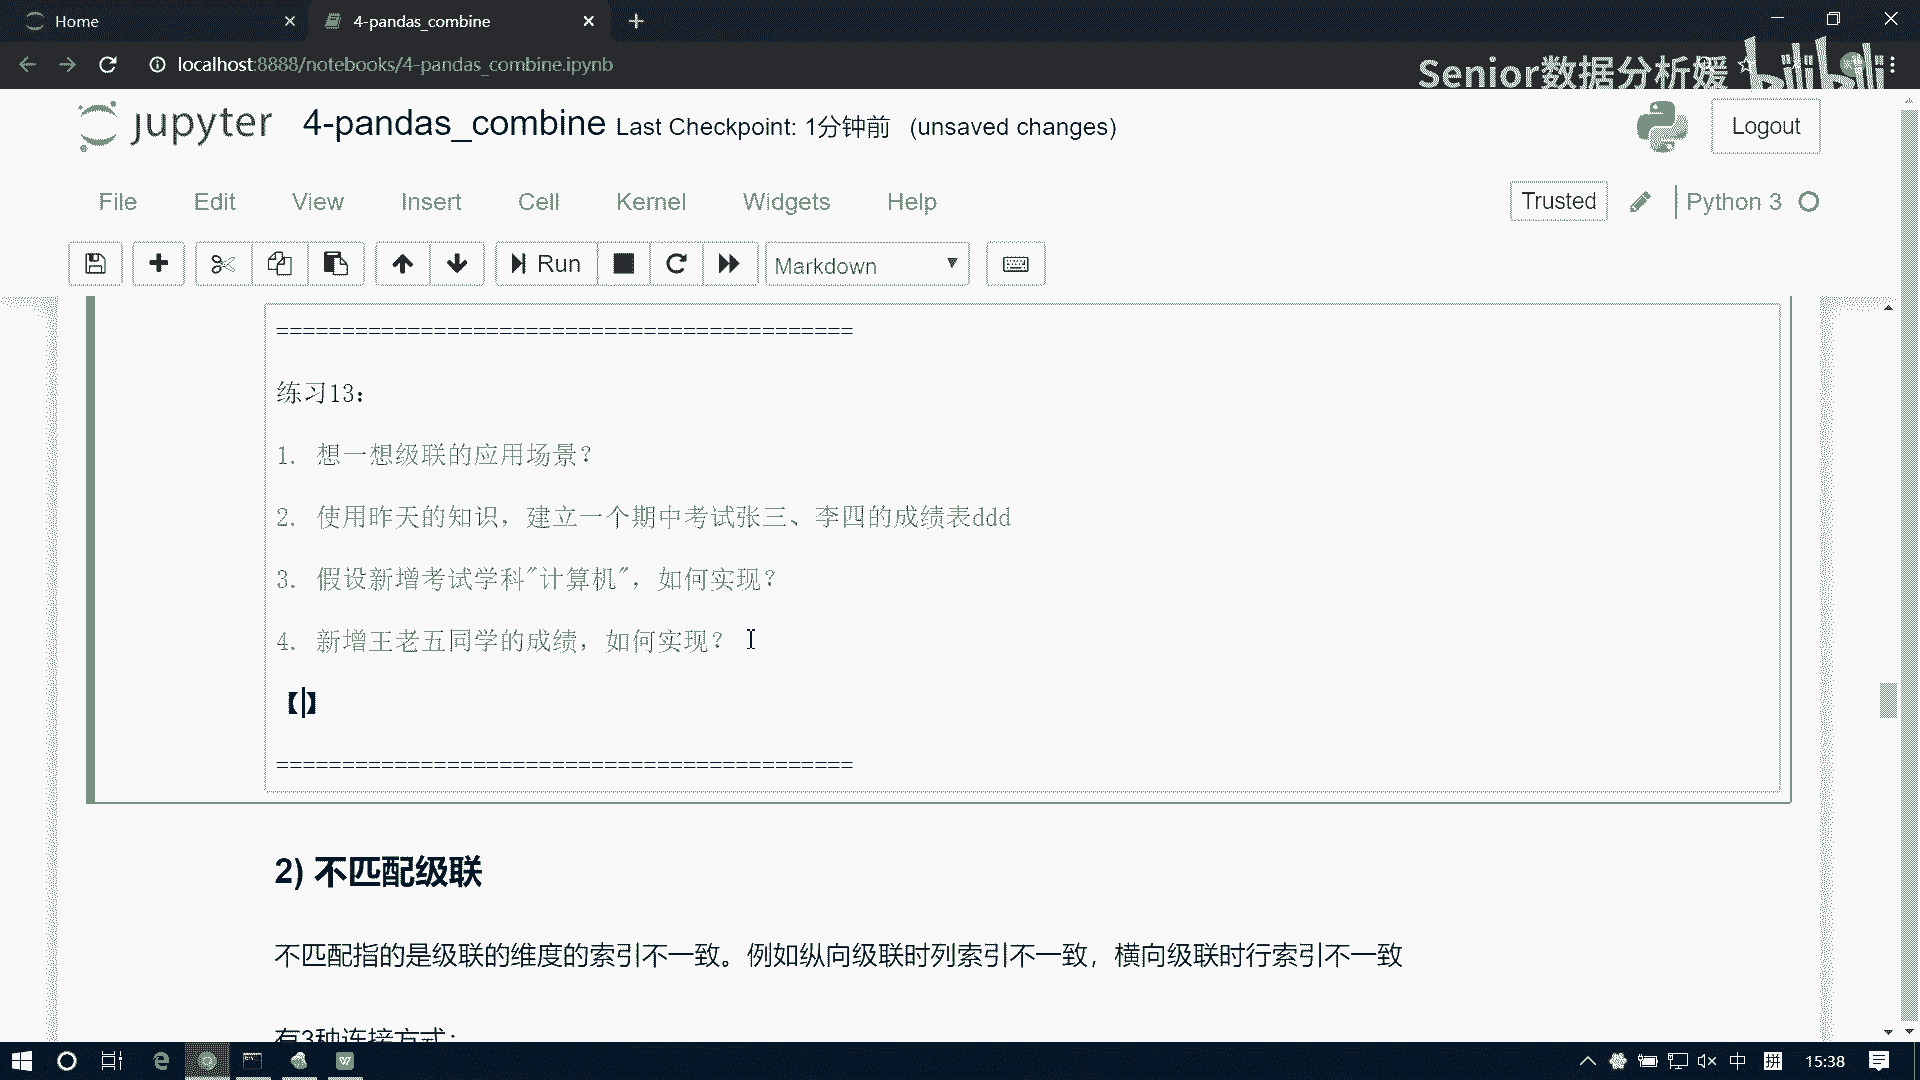 Home
4-pandas_combine
localhost:8888/notebooks/4-pandas_combine.ipynb
Senior数据分析媛
bilibili
jupyter 4-pandas_combine Last Checkpoint: 1分钟前 (unsaved changes)
Logout
File Edit View Insert Cell Kernel Widgets Help
Trusted
Python 3
Run
Markdown
============================================
练习13：
1. 想一想级联的应用场景？
2. 使用昨天的知识，建立一个期中考试张三、李四的成绩表ddd
3. 假设新增考试学科"计算机"，如何实现？
4. 新增王老五同学的成绩，如何实现？
【】
============================================
2) 不匹配级联
不匹配指的是级联的维度的索引不一致。例如纵向级联时列索引不一致，横向级联时行索引不一致
有3种连接方式：
中
拼
15:38